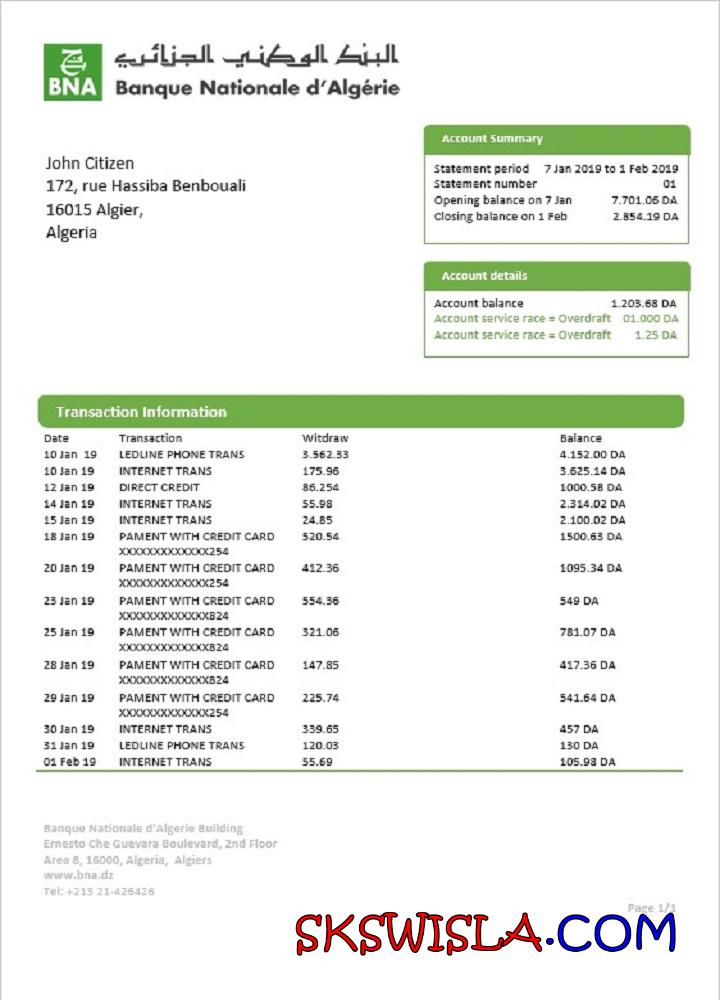 البنك الوطني الجزائري
BNA
Banque Nationale d'Algérie
John Citizen
172, rue Hassiba Benbouali
16015 Algier,
Algeria
Account Summary
Statement period 7 Jan 2019 to 1 Feb 2019
Statement number 01
Opening balance on 7 Jan 7.701.06 DA
Closing balance on 1 Feb 2.854.19 DA
Account details
Account balance 1.203.68 DA
Account service race = Overdraft 01.000 DA
Account service race = Overdraft 1.25 DA
Transaction Information
Date Transaction Witdraw Balance
10 Jan 19 LEDLINE PHONE TRANS 3.562.33 4.152.00 DA
10 Jan 19 INTERNET TRANS 175.96 3.625.14 DA
12 Jan 19 DIRECT CREDIT 86.254 1000.58 DA
14 Jan 19 INTERNET TRANS 55.98 2.314.02 DA
15 Jan 19 INTERNET TRANS 24.85 2.100.02 DA
18 Jan 19 PAMENT WITH CREDIT CARD 520.54 1500.63 DA
XXXXXXXXXXXXX254
20 Jan 19 PAMENT WITH CREDIT CARD 412.36 1095.34 DA
XXXXXXXXXXXXX254
23 Jan 19 PAMENT WITH CREDIT CARD 554.36 549 DA
XXXXXXXXXXXXX824
25 Jan 19 PAMENT WITH CREDIT CARD 321.06 781.07 DA
XXXXXXXXXXXXX824
28 Jan 19 PAMENT WITH CREDIT CARD 147.85 417.36 DA
XXXXXXXXXXXXX824
29 Jan 19 PAMENT WITH CREDIT CARD 225.74 541.64 DA
XXXXXXXXXXXXX254
30 Jan 19 INTERNET TRANS 339.65 457 DA
31 Jan 19 LEDLINE PHONE TRANS 120.03 130 DA
01 Feb 19 INTERNET TRANS 55.69 105.98 DA
Banque Nationale d'Algerie Building
Ernesto Che Guevara Boulevard, 2nd Floor
Area 8, 16000, Algeria, Algiers
www.bna.dz
Tel: +213 21-426426
Page 1/1
SKSWISLA.COM